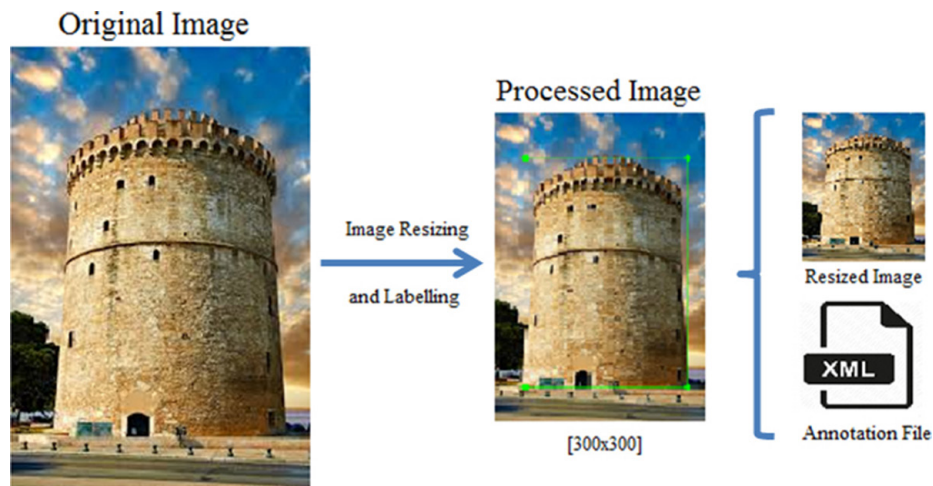 Original Image
Image Resizing
and Labelling
Processed Image
[300x300]
Resized Image
XML
Annotation File